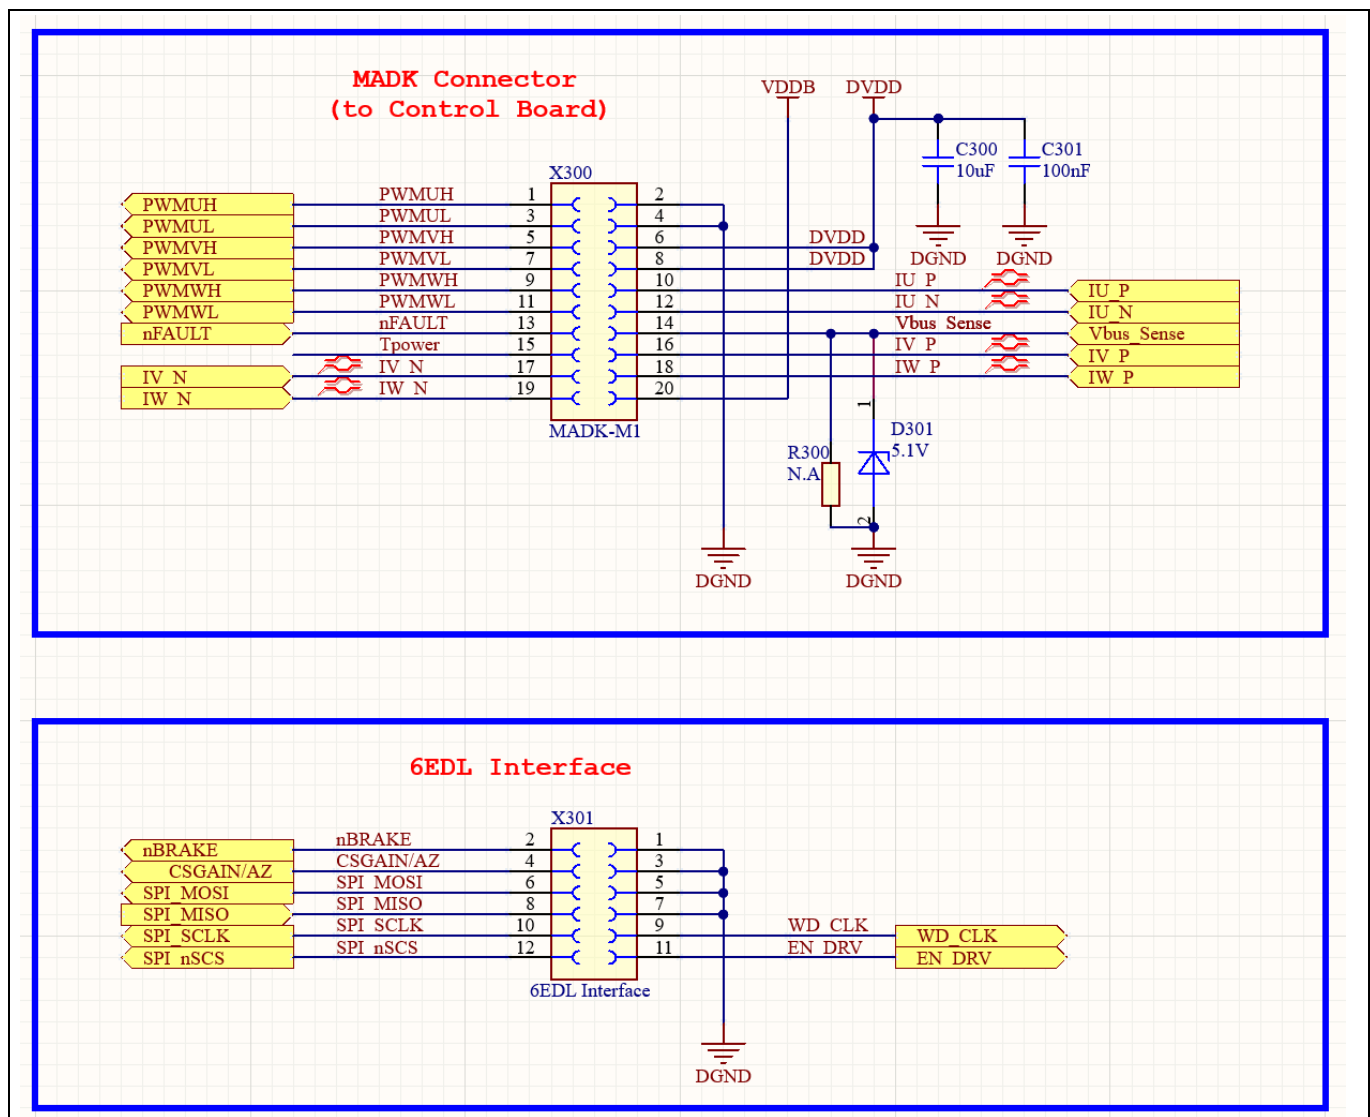 MADK Connector
(to Control Board)
VDDB DVDD
C300 C301
10uF 100nF
DGND DGND
X300
PWMUH PWMUH 1 2
PWMUL PWMUL 3 4
PWMVH PWMVH 5 6 DVDD
PWMVL PWMVL 7 8 DVDD
PWMWH PWMWH 9 10 IU_P IU_P
PWMWL PWMWL 11 12 IU_N IU_N
nFAULT nFAULT 13 14 Vbus_Sense Vbus_Sense
Tpower 15 16 IV_P IV_P
IV_N IV_N 17 18 IW_P IW_P
IW_N IW_N 19 20
MADK-M1
1
D301
5.1V
R300
N.A
2
DGND DGND
6EDL Interface
X301
nBRAKE nBRAKE 2 1
CSGAIN/AZ CSGAIN/AZ 4 3
SPI_MOSI SPI_MOSI 6 5
SPI_MISO SPI_MISO 8 7
SPI_SCLK SPI_SCLK 10 9 WD_CLK WD_CLK
SPI_nSCS SPI_nSCS 12 11 EN_DRV EN_DRV
6EDL Interface
DGND